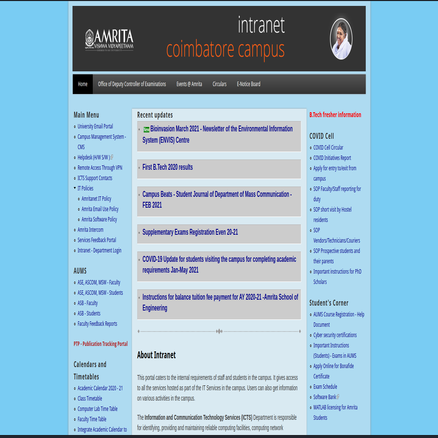 AMRITA
VISHWA VIDYAPEETHAM
intranet
coimbatore campus
Home
Office of Deputy Controller of Examinations
Events @ Amrita
Circulars
E-Notice Board
Main Menu
University Email Portal
Campus Management System -
CMS
Helpdesk (H/W S/W )
Remote Access Through VPN
ICTS Support Contacts
IT Policies
Amritanet IT Policy
Amrita Email Use Policy
Amrita Software Policy
Amrita Intercom
Services Feedback Portal
Intranet - Department Login
AUMS
ASE, ASCOM, MSW - Faculty
ASE, ASCOM, MSW - Students
ASB - Faculty
ASB - Students
Faculty Feedback Reports
PTP - Publication Tracking Portal
Calendars and
Timetables
Academic Calendar 2020 - 21
Class Timetable
Computer Lab Time Table
Faculty Time Table
Integrate Academic Calendar to
Recent updates
Bioinvasion March 2021 - Newsletter of the Environmental Information
System (ENVIS) Centre
First B.Tech 2020 results
Campus Beats - Student Journal of Department of Mass Communication -
FEB 2021
Supplementary Exams Registration Even 20-21
COVID-19 Update for students visiting the campus for completing academic
requirements Jan-May 2021
Instructions for balance tuition fee payment for AY 2020-21 -Amrita School of
Engineering
About Intranet
This portal caters to the internal requirements of staff and students in the campus. It gives access
to all the services hosted as part of the IT Services in the campus. Users can also get information
on various activities.
The Information and Communication Technology Services (ICTS) Department is responsible
for identifying, providing and maintaining reliable computing facilities, computing network
B.Tech fresher information
COVID Cell
COVID Cell Circular
COVID Initiatives Report
Apply for entry to/exit from
campus
SOP Faculty/Staff reporting for
duty
SOP short visit by Hostel
residents
SOP
Vendors/Technicians/Couriers
SOP Prospective students and
their parents
Important instructions for PhD
Scholars
Student's Corner
AUMS Course Registration - Help
Document
Cyber security certifications
Important Instructions
(Students) - Exams in AUMS
Apply Online for Bonafide
Certificate
Exam Schedule
Software Bank
MATLAB licensing for Amrita
Students